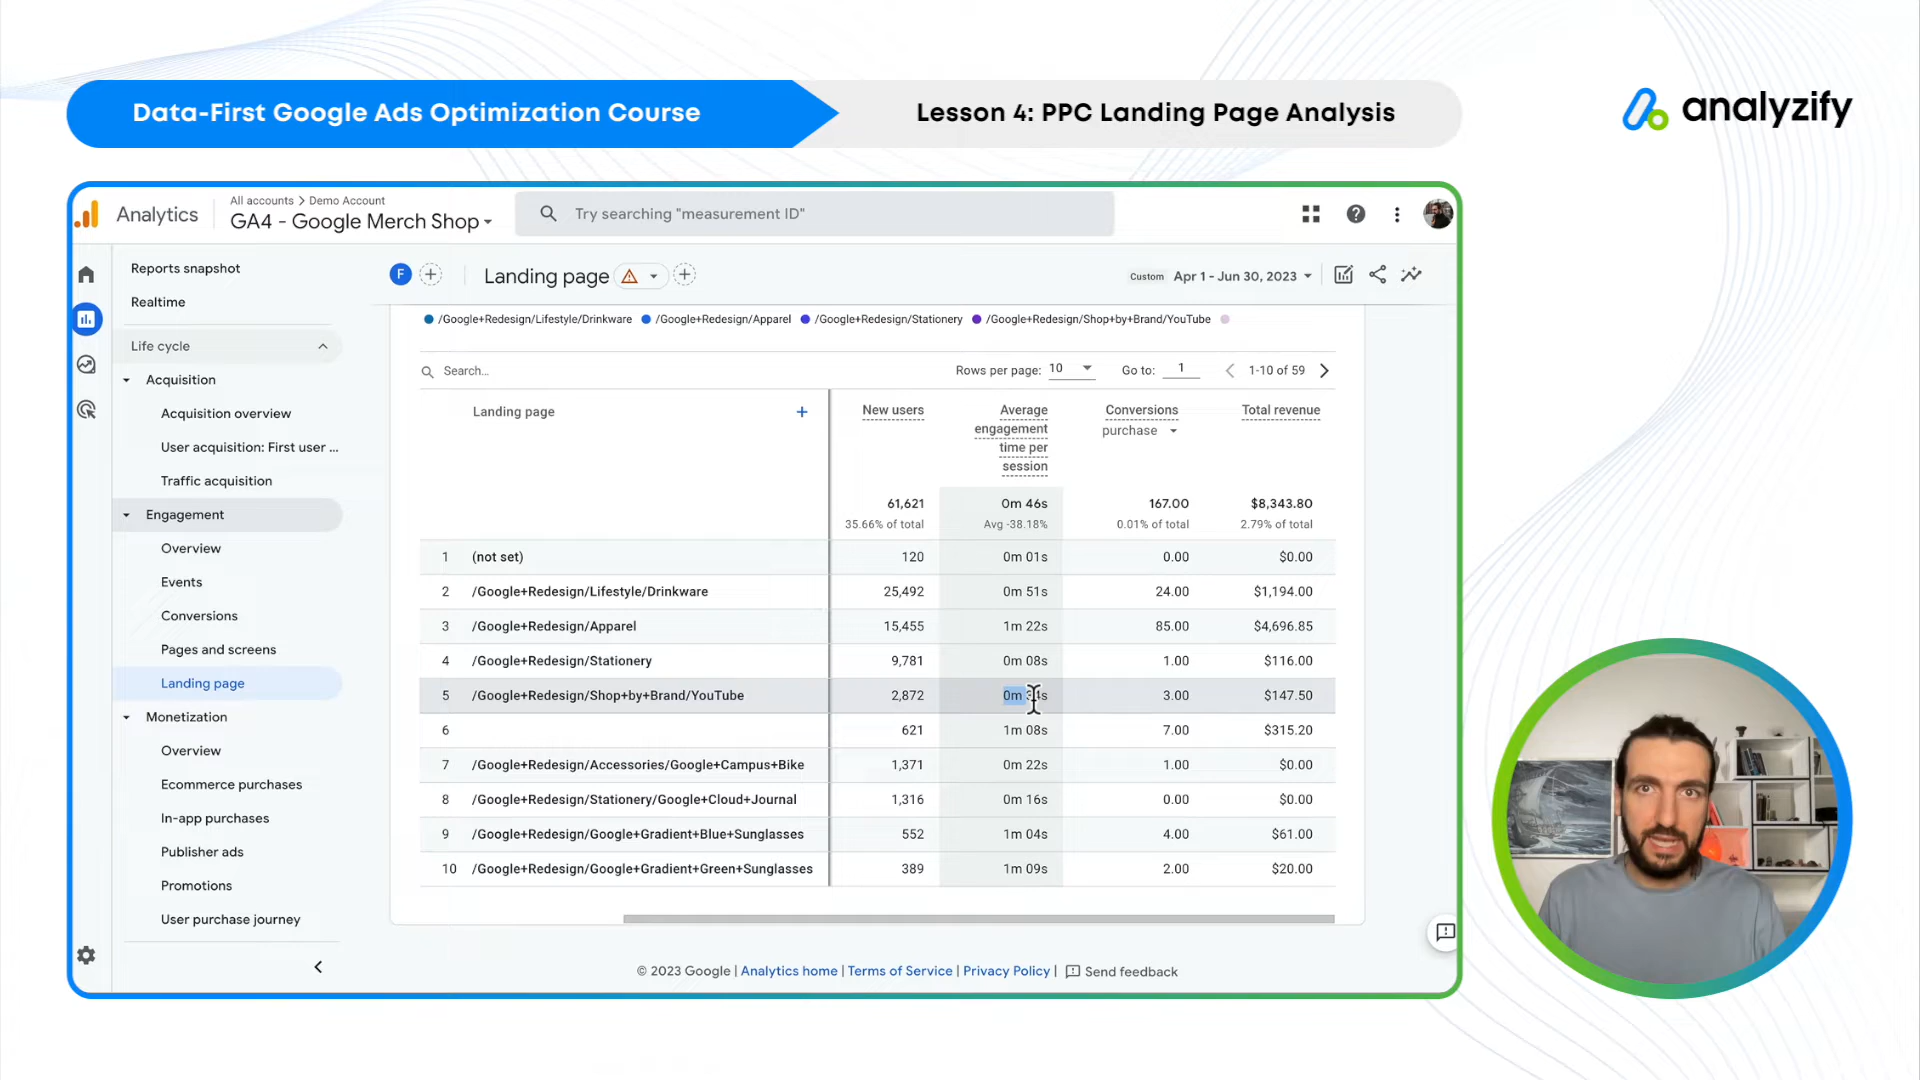 Data-First Google Ads Optimization Course
Lesson 4: PPC Landing Page Analysis
analyzify
Analytics
All accounts > Demo Account
GA4 - Google Merch Shop
Try searching "measurement ID"
Reports snapshot
Realtime
Life cycle
Acquisition
Acquisition overview
User acquisition: First user ...
Traffic acquisition
Engagement
Overview
Events
Conversions
Pages and screens
Landing page
Monetization
Overview
Ecommerce purchases
In-app purchases
Publisher ads
Promotions
User purchase journey
F
Landing page
Custom Apr 1 - Jun 30, 2023
/Google+Redesign/Lifestyle/Drinkware /Google+Redesign/Apparel /Google+Redesign/Stationery /Google+Redesign/Shop+by+Brand/YouTube
Search...
Rows per page: 10 Go to: 1 1-10 of 59
Landing page + New users Average engagement time per session Conversions purchase Total revenue
61,621 0m 46s 167.00 $8,343.80
35.66% of total Avg -38.18% 0.01% of total 2.79% of total
1 (not set) 120 0m 01s 0.00 $0.00
2 /Google+Redesign/Lifestyle/Drinkware 25,492 0m 51s 24.00 $1,194.00
3 /Google+Redesign/Apparel 15,455 1m 22s 85.00 $4,696.85
4 /Google+Redesign/Stationery 9,781 0m 08s 1.00 $116.00
5 /Google+Redesign/Shop+by+Brand/YouTube 2,872 0m 3.00 $147.50
6 621 1m 08s 7.00 $315.20
7 /Google+Redesign/Accessories/Google+Campus+Bike 1,371 0m 22s 1.00 $0.00
8 /Google+Redesign/Stationery/Google+Cloud+Journal 1,316 0m 16s 0.00 $0.00
9 /Google+Redesign/Google+Gradient+Blue+Sunglasses 552 1m 04s 4.00 $61.00
10 /Google+Redesign/Google+Gradient+Green+Sunglasses 389 1m 09s 2.00 $20.00
© 2023 Google | Analytics home | Terms of Service | Privacy Policy | Send feedback